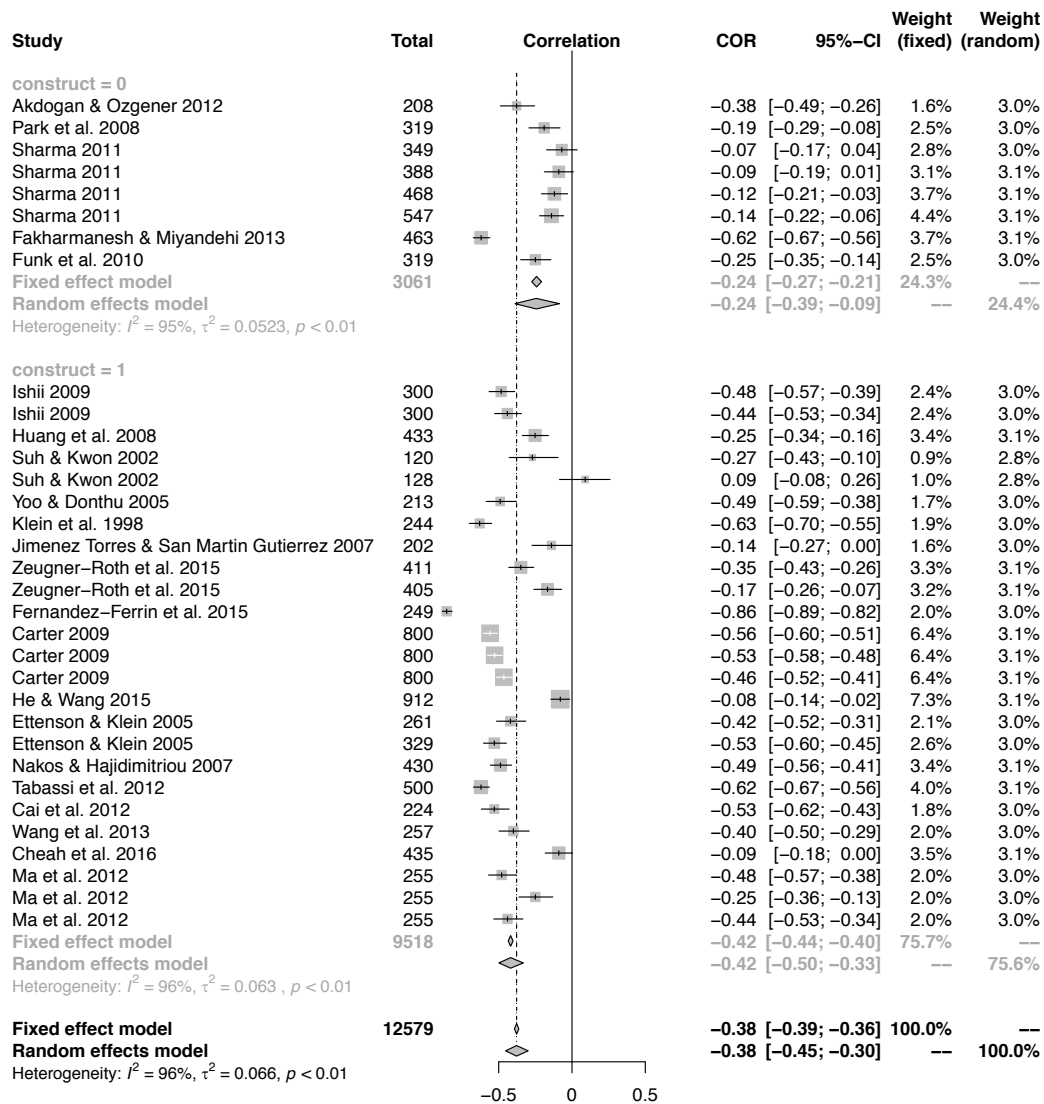 Weight Weight
Study Total Correlation COR 95%−CI (fixed) (random)
construct = 0
Akdogan & Ozgener 2012 208 −0.38 [−0.49; −0.26] 1.6% 3.0%
Park et al. 2008 319 −0.19 [−0.29; −0.08] 2.5% 3.0%
Sharma 2011 349 −0.07 [−0.17; 0.04] 2.8% 3.0%
Sharma 2011 388 −0.09 [−0.19; 0.01] 3.1% 3.1%
Sharma 2011 468 −0.12 [−0.21; −0.03] 3.7% 3.1%
Sharma 2011 547 −0.14 [−0.22; −0.06] 4.4% 3.1%
Fakharmanesh & Miyandehi 2013 463 −0.62 [−0.67; −0.56] 3.7% 3.1%
Funk et al. 2010 319 −0.25 [−0.35; −0.14] 2.5% 3.0%
Fixed effect model 3061 −0.24 [−0.27; −0.21] 24.3% −−
Random effects model −0.24 [−0.39; −0.09] −− 24.4%
Heterogeneity: I² = 95%, τ² = 0.0523, p < 0.01
construct = 1
Ishii 2009 300 −0.48 [−0.57; −0.39] 2.4% 3.0%
Ishii 2009 300 −0.44 [−0.53; −0.34] 2.4% 3.0%
Huang et al. 2008 433 −0.25 [−0.34; −0.16] 3.4% 3.1%
Suh & Kwon 2002 120 −0.27 [−0.43; −0.10] 0.9% 2.8%
Suh & Kwon 2002 128 0.09 [−0.08; 0.26] 1.0% 2.8%
Yoo & Donthu 2005 213 −0.49 [−0.59; −0.38] 1.7% 3.0%
Klein et al. 1998 244 −0.63 [−0.70; −0.55] 1.9% 3.0%
Jimenez Torres & San Martin Gutierrez 2007 202 −0.14 [−0.27; 0.00] 1.6% 3.0%
Zeugner−Roth et al. 2015 411 −0.35 [−0.43; −0.26] 3.3% 3.1%
Zeugner−Roth et al. 2015 405 −0.17 [−0.26; −0.07] 3.2% 3.1%
Fernandez−Ferrin et al. 2015 249 −0.86 [−0.89; −0.82] 2.0% 3.0%
Carter 2009 800 −0.56 [−0.60; −0.51] 6.4% 3.1%
Carter 2009 800 −0.53 [−0.58; −0.48] 6.4% 3.1%
Carter 2009 800 −0.46 [−0.52; −0.41] 6.4% 3.1%
He & Wang 2015 912 −0.08 [−0.14; −0.02] 7.3% 3.1%
Ettenson & Klein 2005 261 −0.42 [−0.52; −0.31] 2.1% 3.0%
Ettenson & Klein 2005 329 −0.53 [−0.60; −0.45] 2.6% 3.0%
Nakos & Hajidimitriou 2007 430 −0.49 [−0.56; −0.41] 3.4% 3.1%
Tabassi et al. 2012 500 −0.62 [−0.67; −0.56] 4.0% 3.1%
Cai et al. 2012 224 −0.53 [−0.62; −0.43] 1.8% 3.0%
Wang et al. 2013 257 −0.40 [−0.50; −0.29] 2.0% 3.0%
Cheah et al. 2016 435 −0.09 [−0.18; 0.00] 3.5% 3.1%
Ma et al. 2012 255 −0.48 [−0.57; −0.38] 2.0% 3.0%
Ma et al. 2012 255 −0.25 [−0.36; −0.13] 2.0% 3.0%
Ma et al. 2012 255 −0.44 [−0.53; −0.34] 2.0% 3.0%
Fixed effect model 9518 −0.42 [−0.44; −0.40] 75.7% −−
Random effects model −0.42 [−0.50; −0.33] −− 75.6%
Heterogeneity: I² = 96%, τ² = 0.063 , p < 0.01
Fixed effect model 12579 −0.38 [−0.39; −0.36] 100.0% −−
Random effects model −0.38 [−0.45; −0.30] −− 100.0%
Heterogeneity: I² = 96%, τ² = 0.066, p < 0.01
−0.5 0 0.5